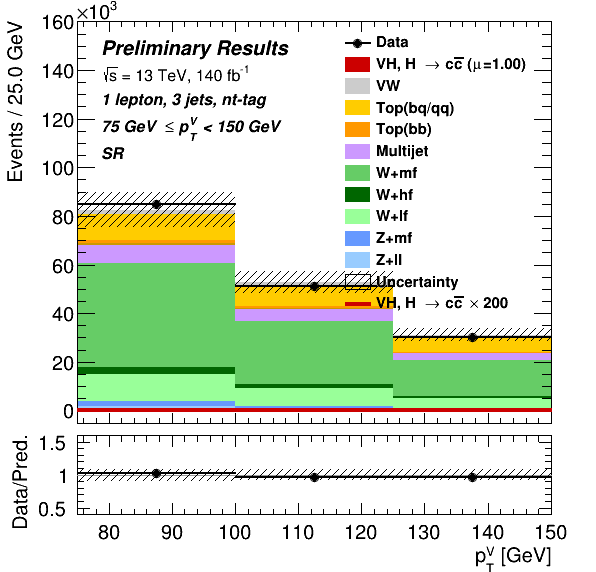 160 ×10³
Events / 25.0 GeV
140
120
100
80
60
40
20
0
Preliminary Results
√s = 13 TeV, 140 fb⁻¹
1 lepton, 3 jets, nt-tag
75 GeV ≤ p_T^V < 150 GeV
SR
Data
VH, H → cc̅ (μ=1.00)
VW
Top(bq/qq)
Top(bb)
Multijet
W+mf
W+hf
W+lf
Z+mf
Z+ll
Uncertainty
VH, H → cc̅ × 200
Data/Pred.
1.5
1
0.5
80 90 100 110 120 130 140 150
p_T^V [GeV]